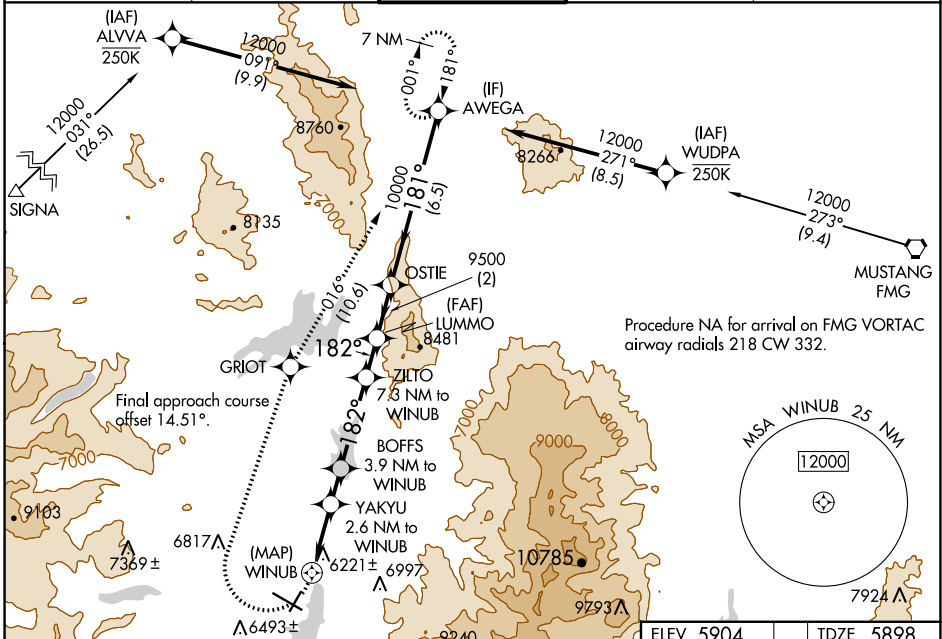 (IAF)
ALVVA
250K
12000
091°
(9.9)
7 NM
001°
181°
(IF)
AWEGA
12000
031°
(26.5)
SIGNA
8760
7000
8135
8266
12000
271°
(8.5)
(IAF)
WUDPA
250K
12000
273°
(9.4)
MUSTANG
FMG
10000
181°
(6.5)
016°
(10.6)
OSTIE
9500
(2)
(FAF)
LUMMO
8481
182°
GRIOT
ZILTO
7.3 NM to
WINUB
Procedure NA for arrival on FMG VORTAC
airway radials 218 CW 332.
Final approach course
offset 14.51°.
182°
BOFFS
3.9 NM to
WINUB
YAKYU
2.6 NM to
WINUB
(MAP)
WINUB
7000
9103
7369±
6817
6221±
6997
6493±
7000
9000
8000
10785
9793
9240
7924
MSA WINUB 25 NM
12000
ELEV 5904
TDZE 5898